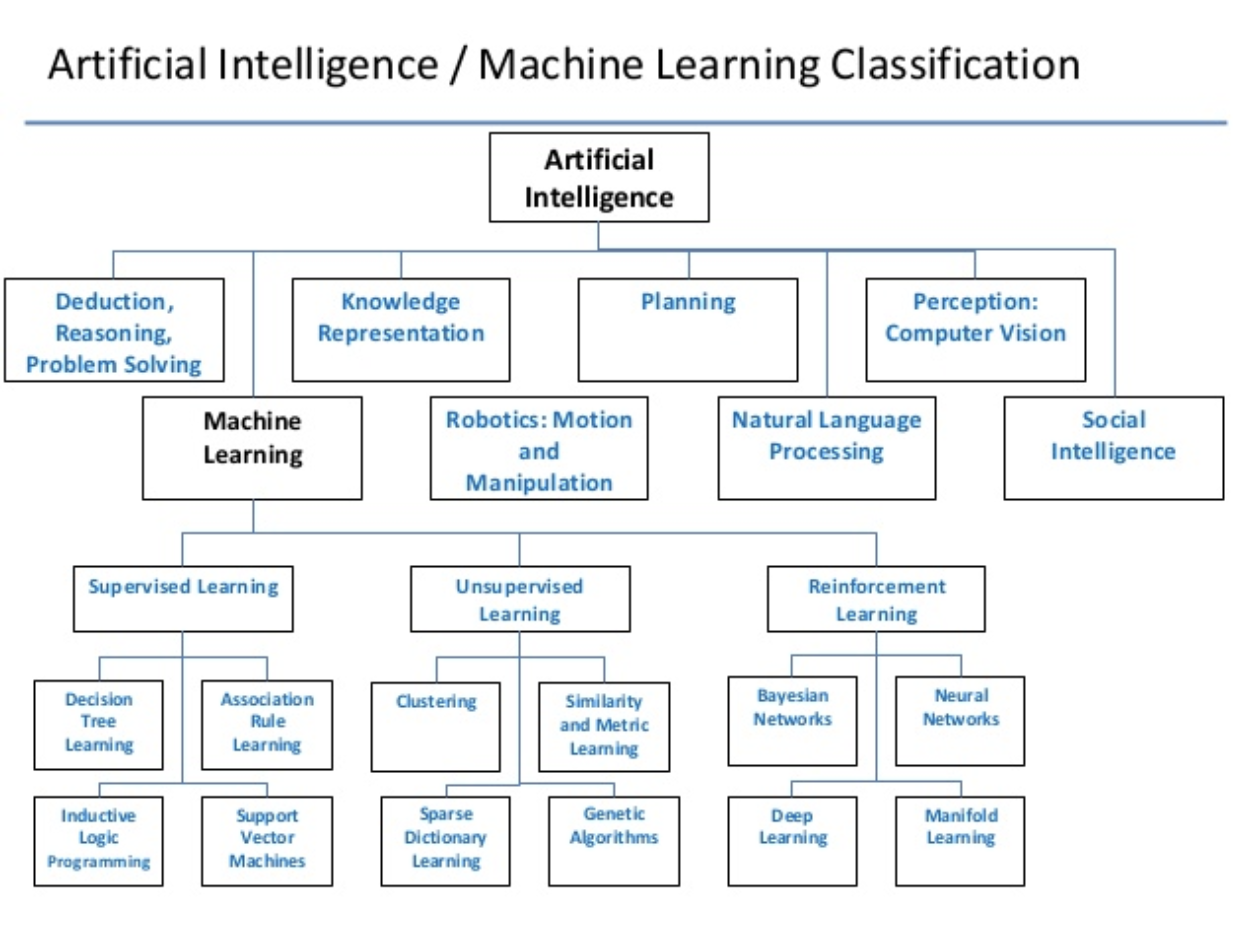 Artificial Intelligence / Machine Learning Classification
Artificial
Intelligence
Deduction,
Reasoning,
Problem Solving
Knowledge
Representation
Planning
Perception:
Computer Vision
Machine
Learning
Robotics: Motion
and
Manipulation
Natural Language
Processing
Social
Intelligence
Supervised Learning
Unsupervised
Learning
Reinforcement
Learning
Decision
Tree
Learning
Association
Rule
Learning
Clustering
Similarity
and Metric
Learning
Bayesian
Networks
Neural
Networks
Inductive
Logic
Programming
Support
Vector
Machines
Sparse
Dictionary
Learning
Genetic
Algorithms
Deep
Learning
Manifold
Learning